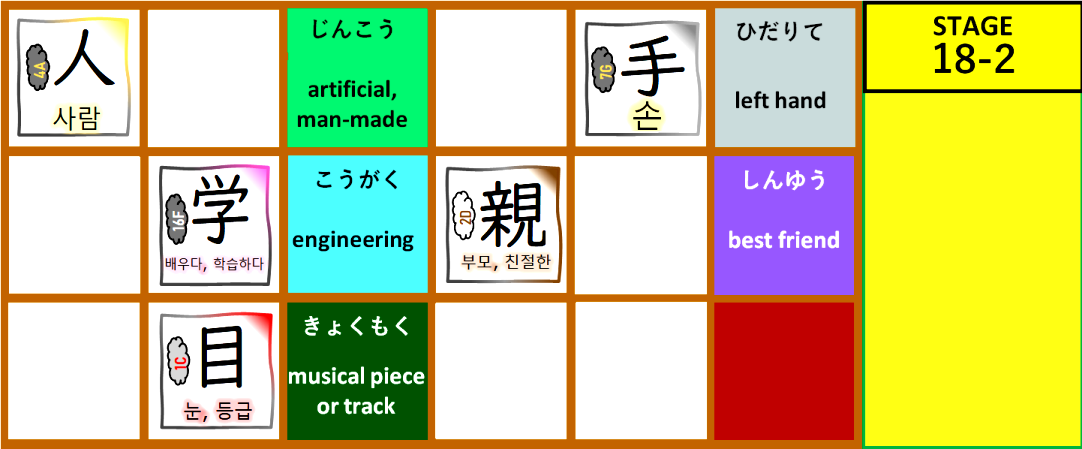 人
4A
사람
じんこう
artificial,
man-made
手
7G
손
ひだりて
left hand
STAGE
18-2
学
16F
배우다, 학습하다
こうがく
engineering
親
2D
부모, 친절한
しんゆう
best friend
目
1C
눈, 등급
きょくもく
musical piece
or track